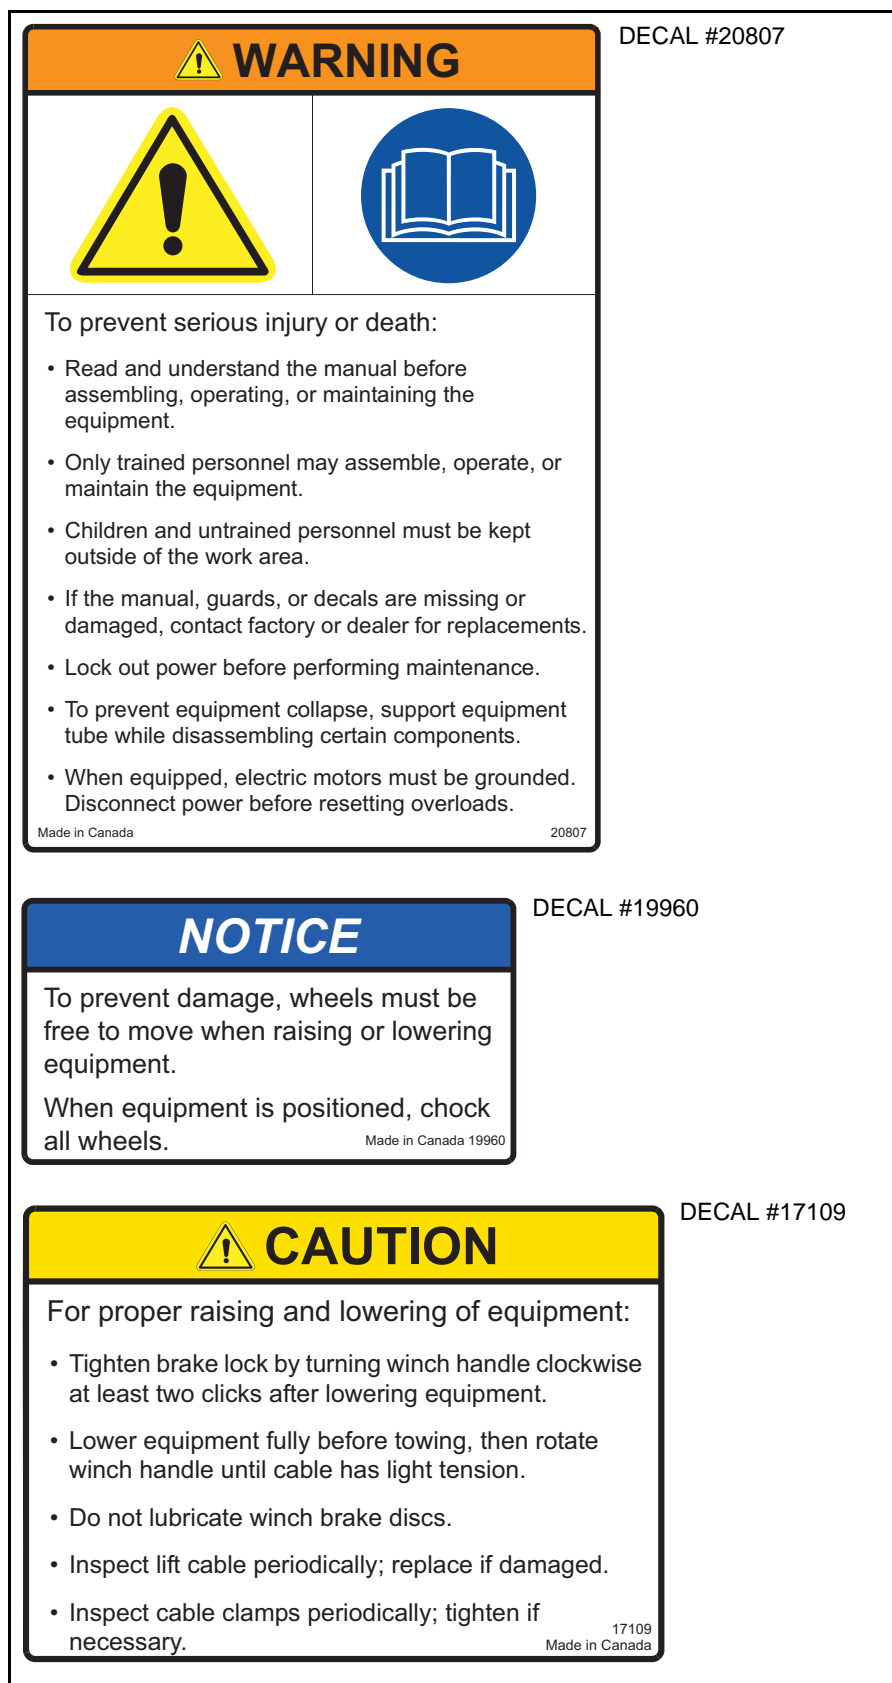 DECAL #20807
WARNING
To prevent serious injury or death:
• Read and understand the manual before
assembling, operating, or maintaining the
equipment.
• Only trained personnel may assemble, operate, or
maintain the equipment.
• Children and untrained personnel must be kept
outside of the work area.
• If the manual, guards, or decals are missing or
damaged, contact factory or dealer for replacements.
• Lock out power before performing maintenance.
• To prevent equipment collapse, support equipment
tube while disassembling certain components.
• When equipped, electric motors must be grounded.
Disconnect power before resetting overloads.
Made in Canada 20807
DECAL #19960
NOTICE
To prevent damage, wheels must be
free to move when raising or lowering
equipment.
When equipment is positioned, chock
all wheels. Made in Canada 19960
DECAL #17109
CAUTION
For proper raising and lowering of equipment:
• Tighten brake lock by turning winch handle clockwise
at least two clicks after lowering equipment.
• Lower equipment fully before towing, then rotate
winch handle until cable has light tension.
• Do not lubricate winch brake discs.
• Inspect lift cable periodically; replace if damaged.
• Inspect cable clamps periodically; tighten if
necessary.
17109
Made in Canada